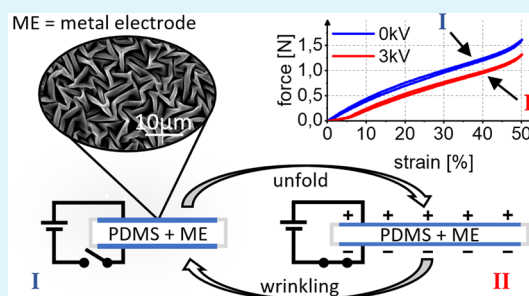 ME = metal electrode
10µm
force [N]
1,5
1,0
0,5
0,0
0 10 20 30 40 50
strain [%]
0kV
3kV
I
I
unfold
PDMS + ME
I
+ + + + +
PDMS + ME
− − − − −
wrinkling
II